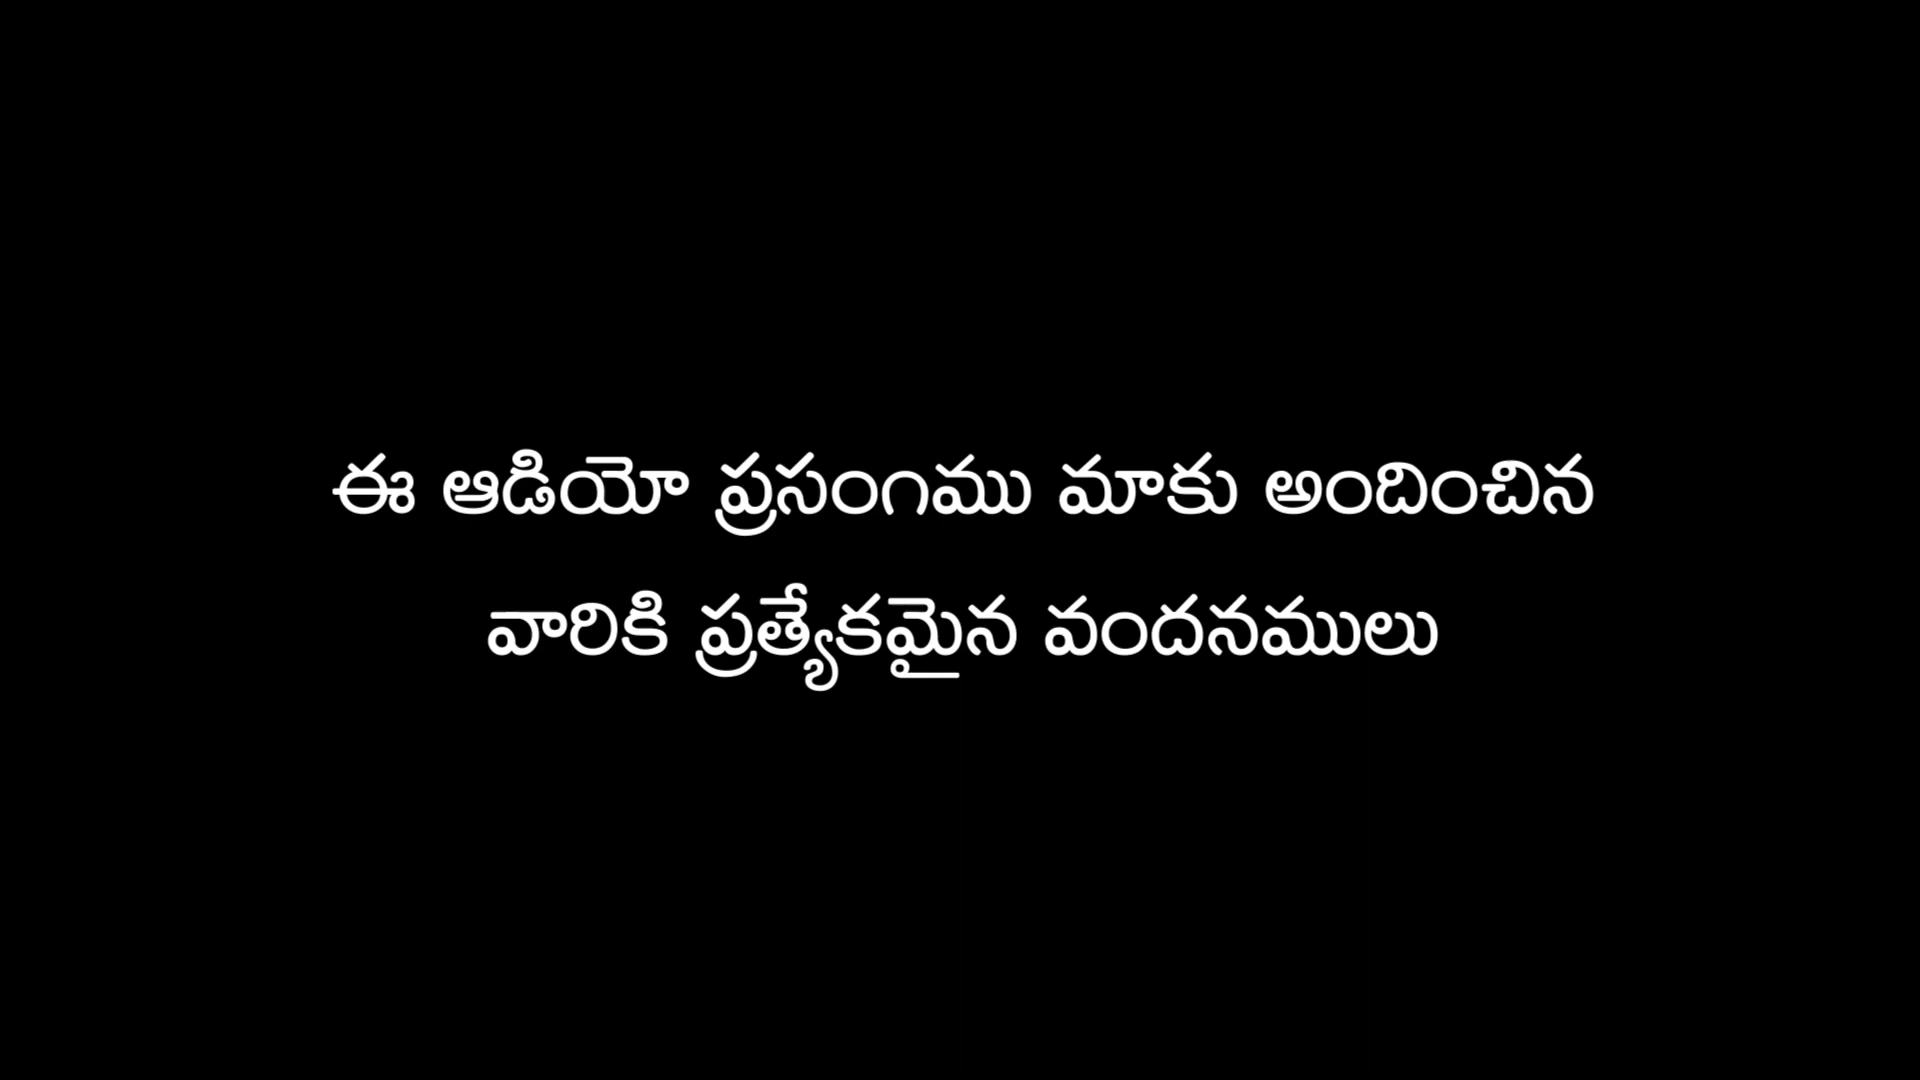 ఈ ఆడియో ప్రసంగము మాకు అందించిన
వారికి ప్రత్యేకమైన వందనములు